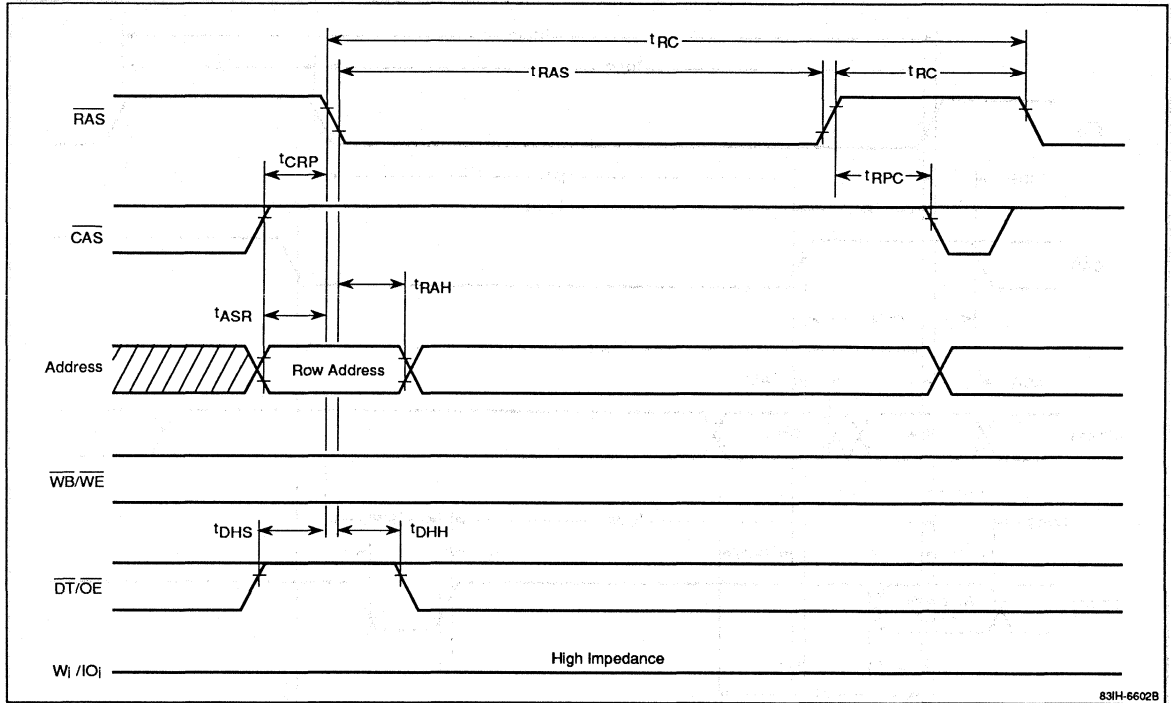 tRC
tRAS
tRC
RAS
tCRP
tRPC
CAS
tRAH
tASR
Address
Row Address
WB/WE
tDHS
tDHH
DT/OE
Wi /IOi
High Impedance
83IH-6602B